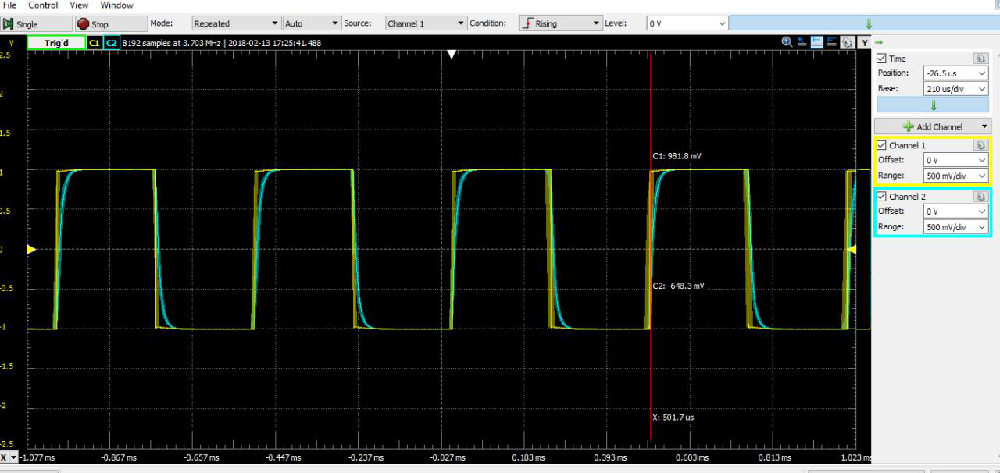 File Control View Window
Single Stop Mode: Repeated Auto Source: Channel 1 Condition: Rising Level: 0 V
V Trig'd C1 C2 8192 samples at 3.703 MHz | 2018-02-13 17:25:41.488 Y
2.5
2
1.5
1
0.5
0
-0.5
-1
-1.5
-2
-2.5
C1: 981.8 mV
C2: -648.3 mV
X: 501.7 us
X -1.077 ms -0.867 ms -0.657 ms -0.447 ms -0.237 ms -0.027 ms 0.183 ms 0.393 ms 0.603 ms 0.813 ms 1.023 ms
Time
Position: -26.5 us
Base: 210 us/div
Add Channel
Channel 1
Offset: 0 V
Range: 500 mV/div
Channel 2
Offset: 0 V
Range: 500 mV/div